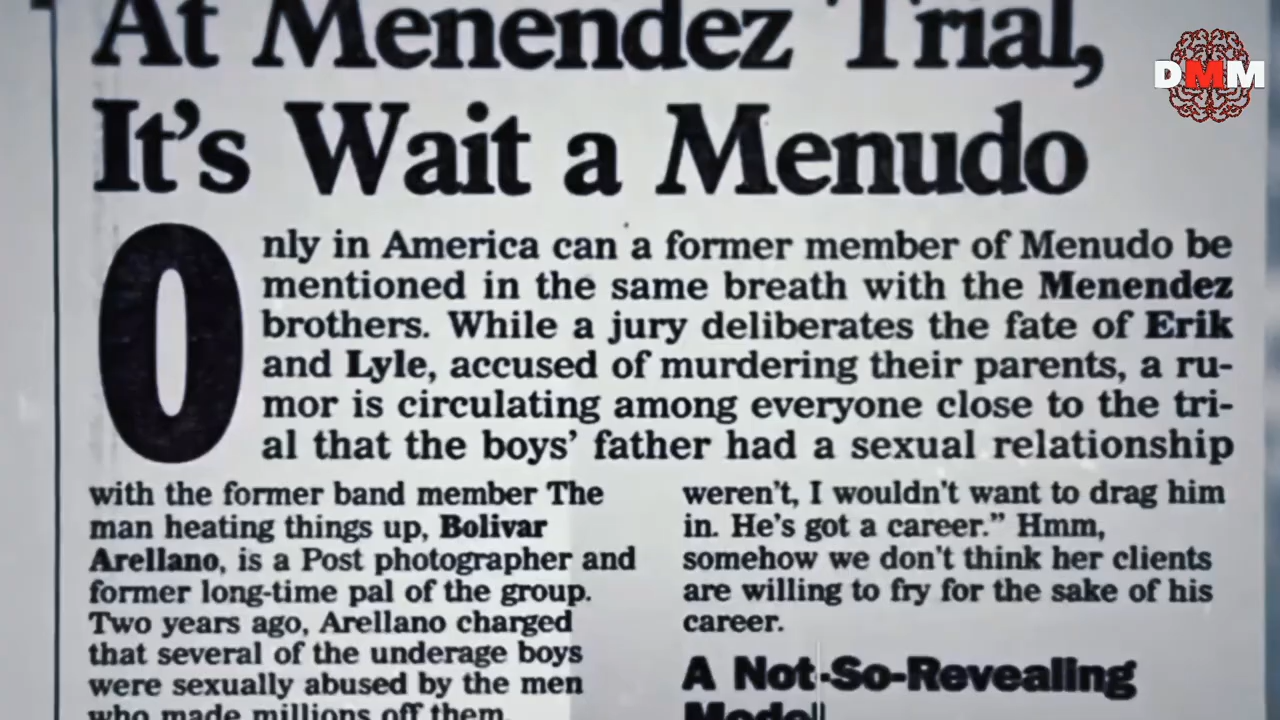 At Menendez Trial,
It's Wait a Menudo
Only in America can a former member of Menudo be
mentioned in the same breath with the Menendez
brothers. While a jury deliberates the fate of Erik
and Lyle, accused of murdering their parents, a ru-
mor is circulating among everyone close to the tri-
al that the boys' father had a sexual relationship
with the former band member The
man heating things up, Bolivar
Arellano, is a Post photographer and
former long-time pal of the group.
Two years ago, Arellano charged
that several of the underage boys
were sexually abused by the men
who made millions off them.
weren't, I wouldn't want to drag him
in. He's got a career." Hmm,
somehow we don't think her clients
are willing to fry for the sake of his
career.
A Not-So-Revealing
DMM